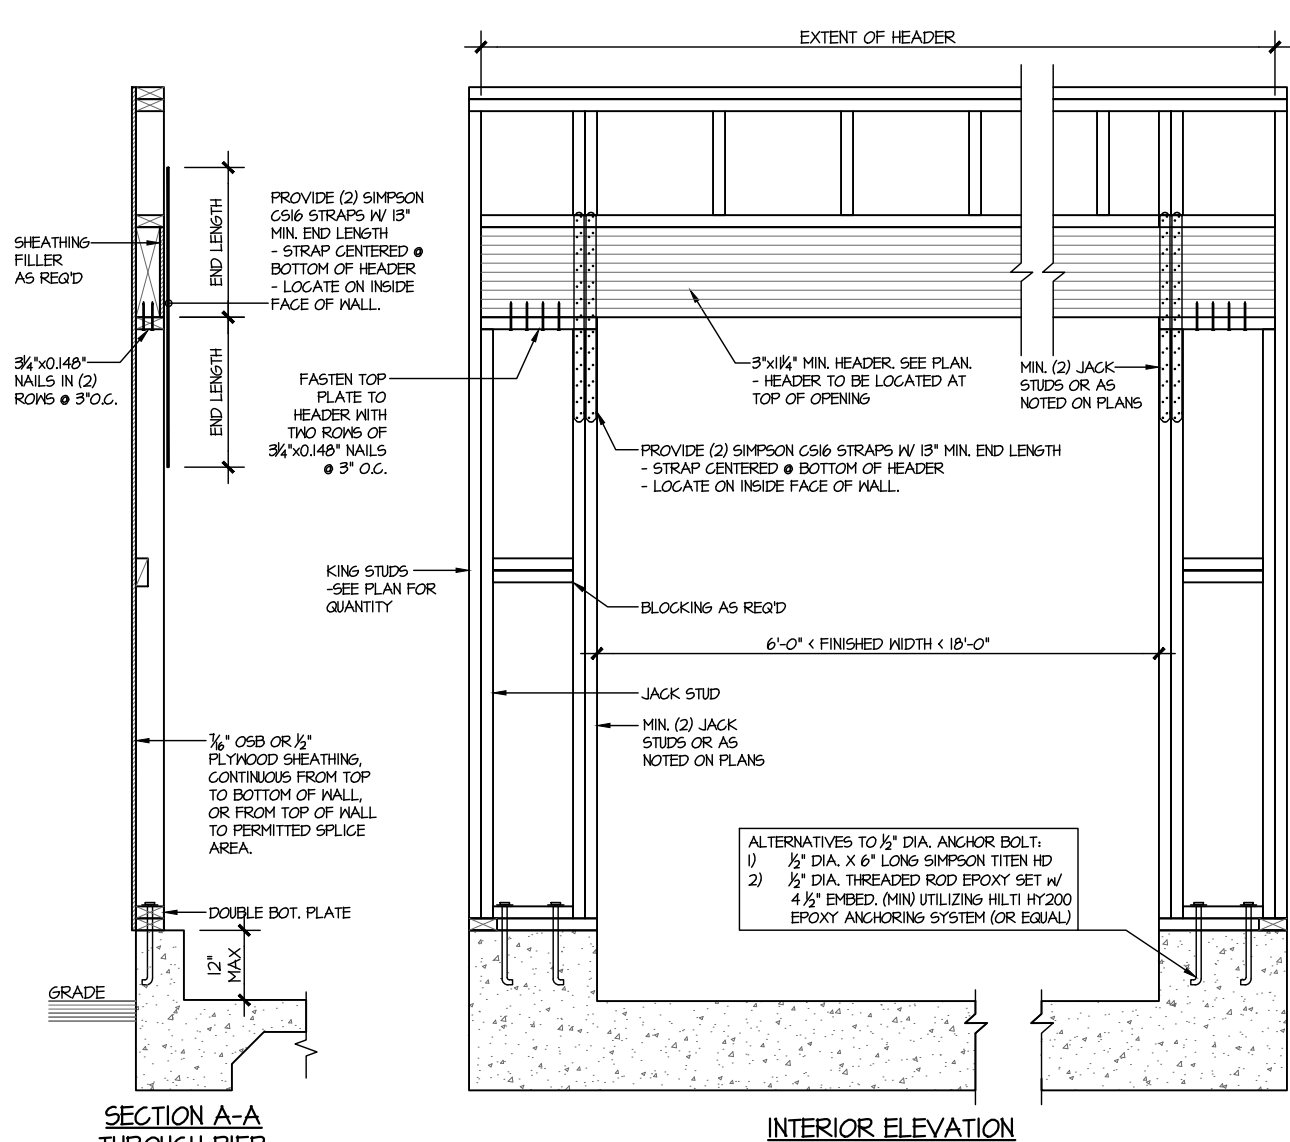 EXTENT OF HEADER
PROVIDE (2) SIMPSON
CS16 STRAPS W/ 13"
MIN. END LENGTH
- STRAP CENTERED @
BOTTOM OF HEADER
- LOCATE ON INSIDE
FACE OF WALL.
END LENGTH
SHEATHING
FILLER
AS REQ'D
3¼"x0.148"
NAILS IN (2)
ROWS @ 3"O.C.
END LENGTH
FASTEN TOP
PLATE TO
HEADER WITH
TWO ROWS OF
3¼"x0.148" NAILS
@ 3" O.C.
3"x11¼" MIN. HEADER. SEE PLAN.
- HEADER TO BE LOCATED AT
TOP OF OPENING
MIN. (2) JACK
STUDS OR AS
NOTED ON PLANS
PROVIDE (2) SIMPSON CS16 STRAPS W/ 13" MIN. END LENGTH
- STRAP CENTERED @ BOTTOM OF HEADER
- LOCATE ON INSIDE FACE OF WALL.
KING STUDS
-SEE PLAN FOR
QUANTITY
BLOCKING AS REQ'D
6'-0" < FINISHED WIDTH < 18'-0"
JACK STUD
MIN. (2) JACK
STUDS OR AS
NOTED ON PLANS
7/16" OSB OR ½"
PLYWOOD SHEATHING,
CONTINUOUS FROM TOP
TO BOTTOM OF WALL,
OR FROM TOP OF WALL
TO PERMITTED SPLICE
AREA.
ALTERNATIVES TO ½" DIA. ANCHOR BOLT:
1) ½" DIA. X 6" LONG SIMPSON TITEN HD
2) ½" DIA. THREADED ROD EPOXY SET W/
4 ½" EMBED. (MIN) UTILIZING HILTI HY200
EPOXY ANCHORING SYSTEM (OR EQUAL)
DOUBLE BOT. PLATE
12"
MAX
GRADE
SECTION A-A
THROUGH PIER
INTERIOR ELEVATION